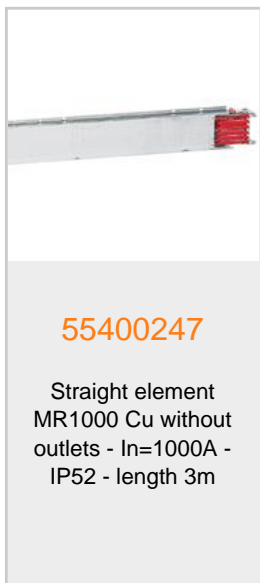 55400247
Straight element
MR1000 Cu without
outlets - In=1000A -
IP52 - length 3m